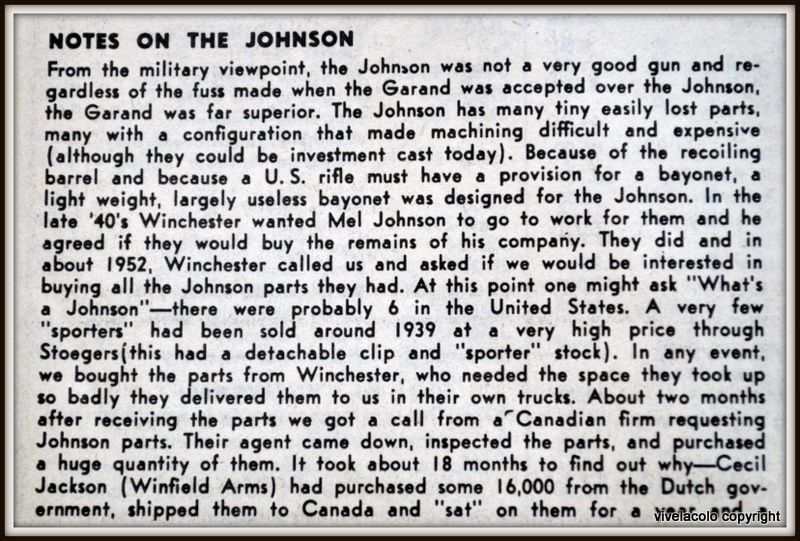 NOTES ON THE JOHNSON
From the military viewpoint, the Johnson was not a very good gun and re-
gardless of the fuss made when the Garand was accepted over the Johnson,
the Garand was far superior. The Johnson has many tiny easily lost parts,
many with a configuration that made machining difficult and expensive
(although they could be investment cast today). Because of the recoiling
barrel and because a U.S. rifle must have a provision for a bayonet, a
light weight, largely useless bayonet was designed for the Johnson. In the
late '40's Winchester wanted Mel Johnson to go to work for them and he
agreed if they would buy the remains of his company. They did and in
about 1952, Winchester called us and asked if we would be interested in
buying all the Johnson parts they had. At this point one might ask "What's
a Johnson"—there were probably 6 in the United States. A very few
"sporters" had been sold around 1939 at a very high price through
Stoegers(this had a detachable clip and "sporter" stock). In any event,
we bought the parts from Winchester, who needed the space they took up
so badly they delivered them to us in their own trucks. About two months
after receiving the parts we got a call from a Canadian firm requesting
Johnson parts. Their agent came down, inspected the parts, and purchased
a huge quantity of them. It took about 18 months to find out why—Cecil
Jackson (Winfield Arms) had purchased some 16,000 from the Dutch gov-
ernment, shipped them to Canada and "sat" on them for a year and a
vivelacolo copyright